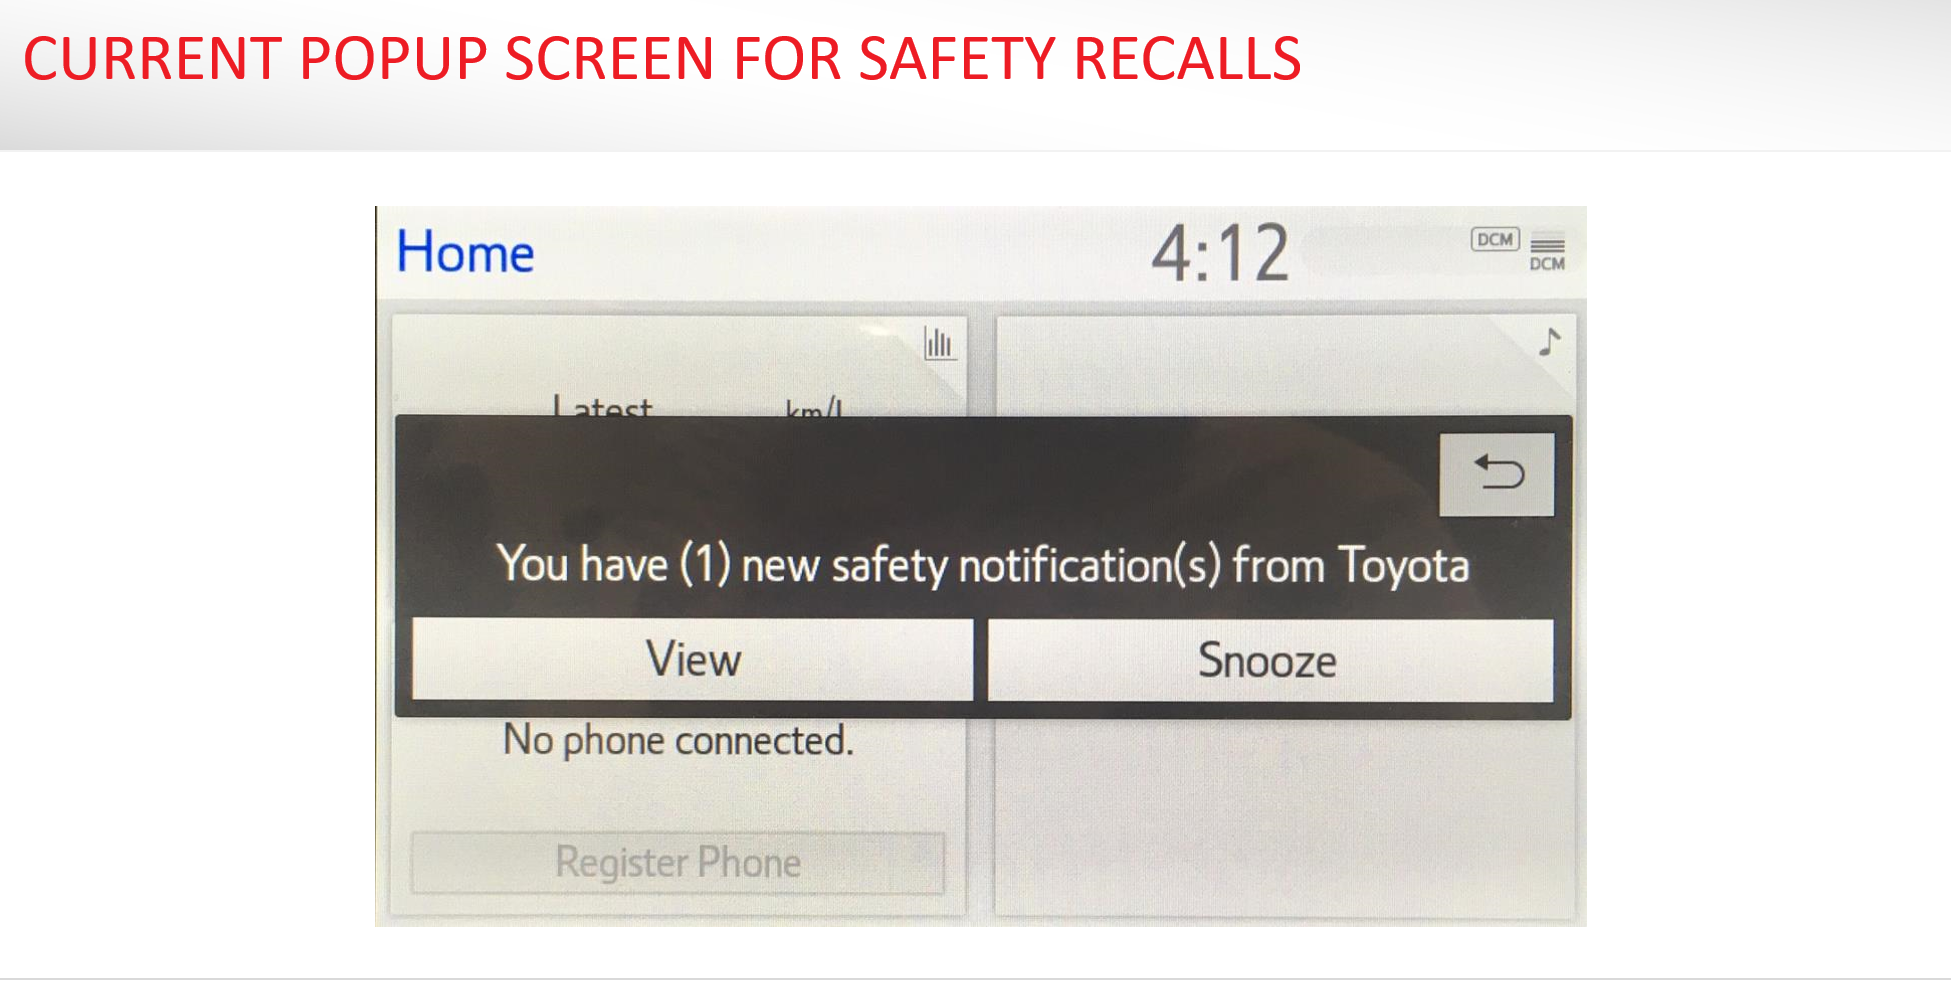 CURRENT POPUP SCREEN FOR SAFETY RECALLS
Home 4:12 DCM
DCM
Latest km/L
You have (1) new safety notification(s) from Toyota
View Snooze
No phone connected.
Register Phone